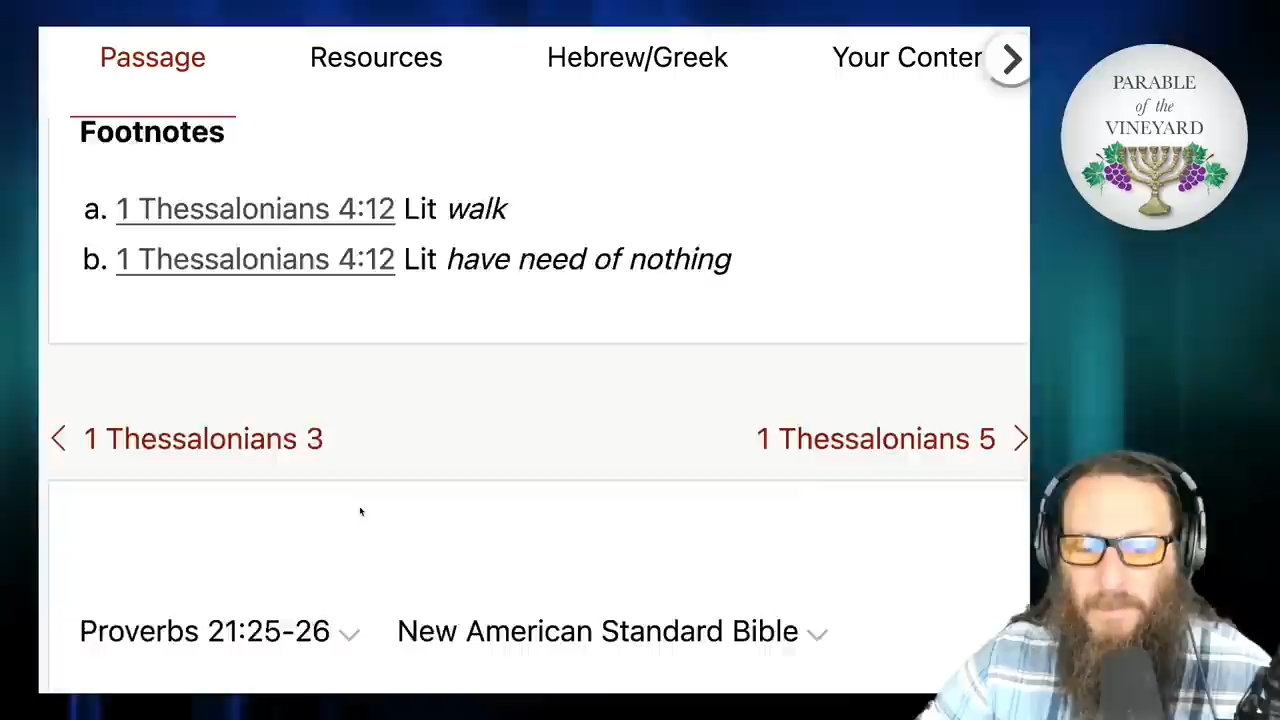 Passage Resources Hebrew/Greek Your Conter
PARABLE
of the
VINEYARD
Footnotes
a. 1 Thessalonians 4:12 Lit walk
b. 1 Thessalonians 4:12 Lit have need of nothing
1 Thessalonians 3 1 Thessalonians 5
Proverbs 21:25-26 New American Standard Bible